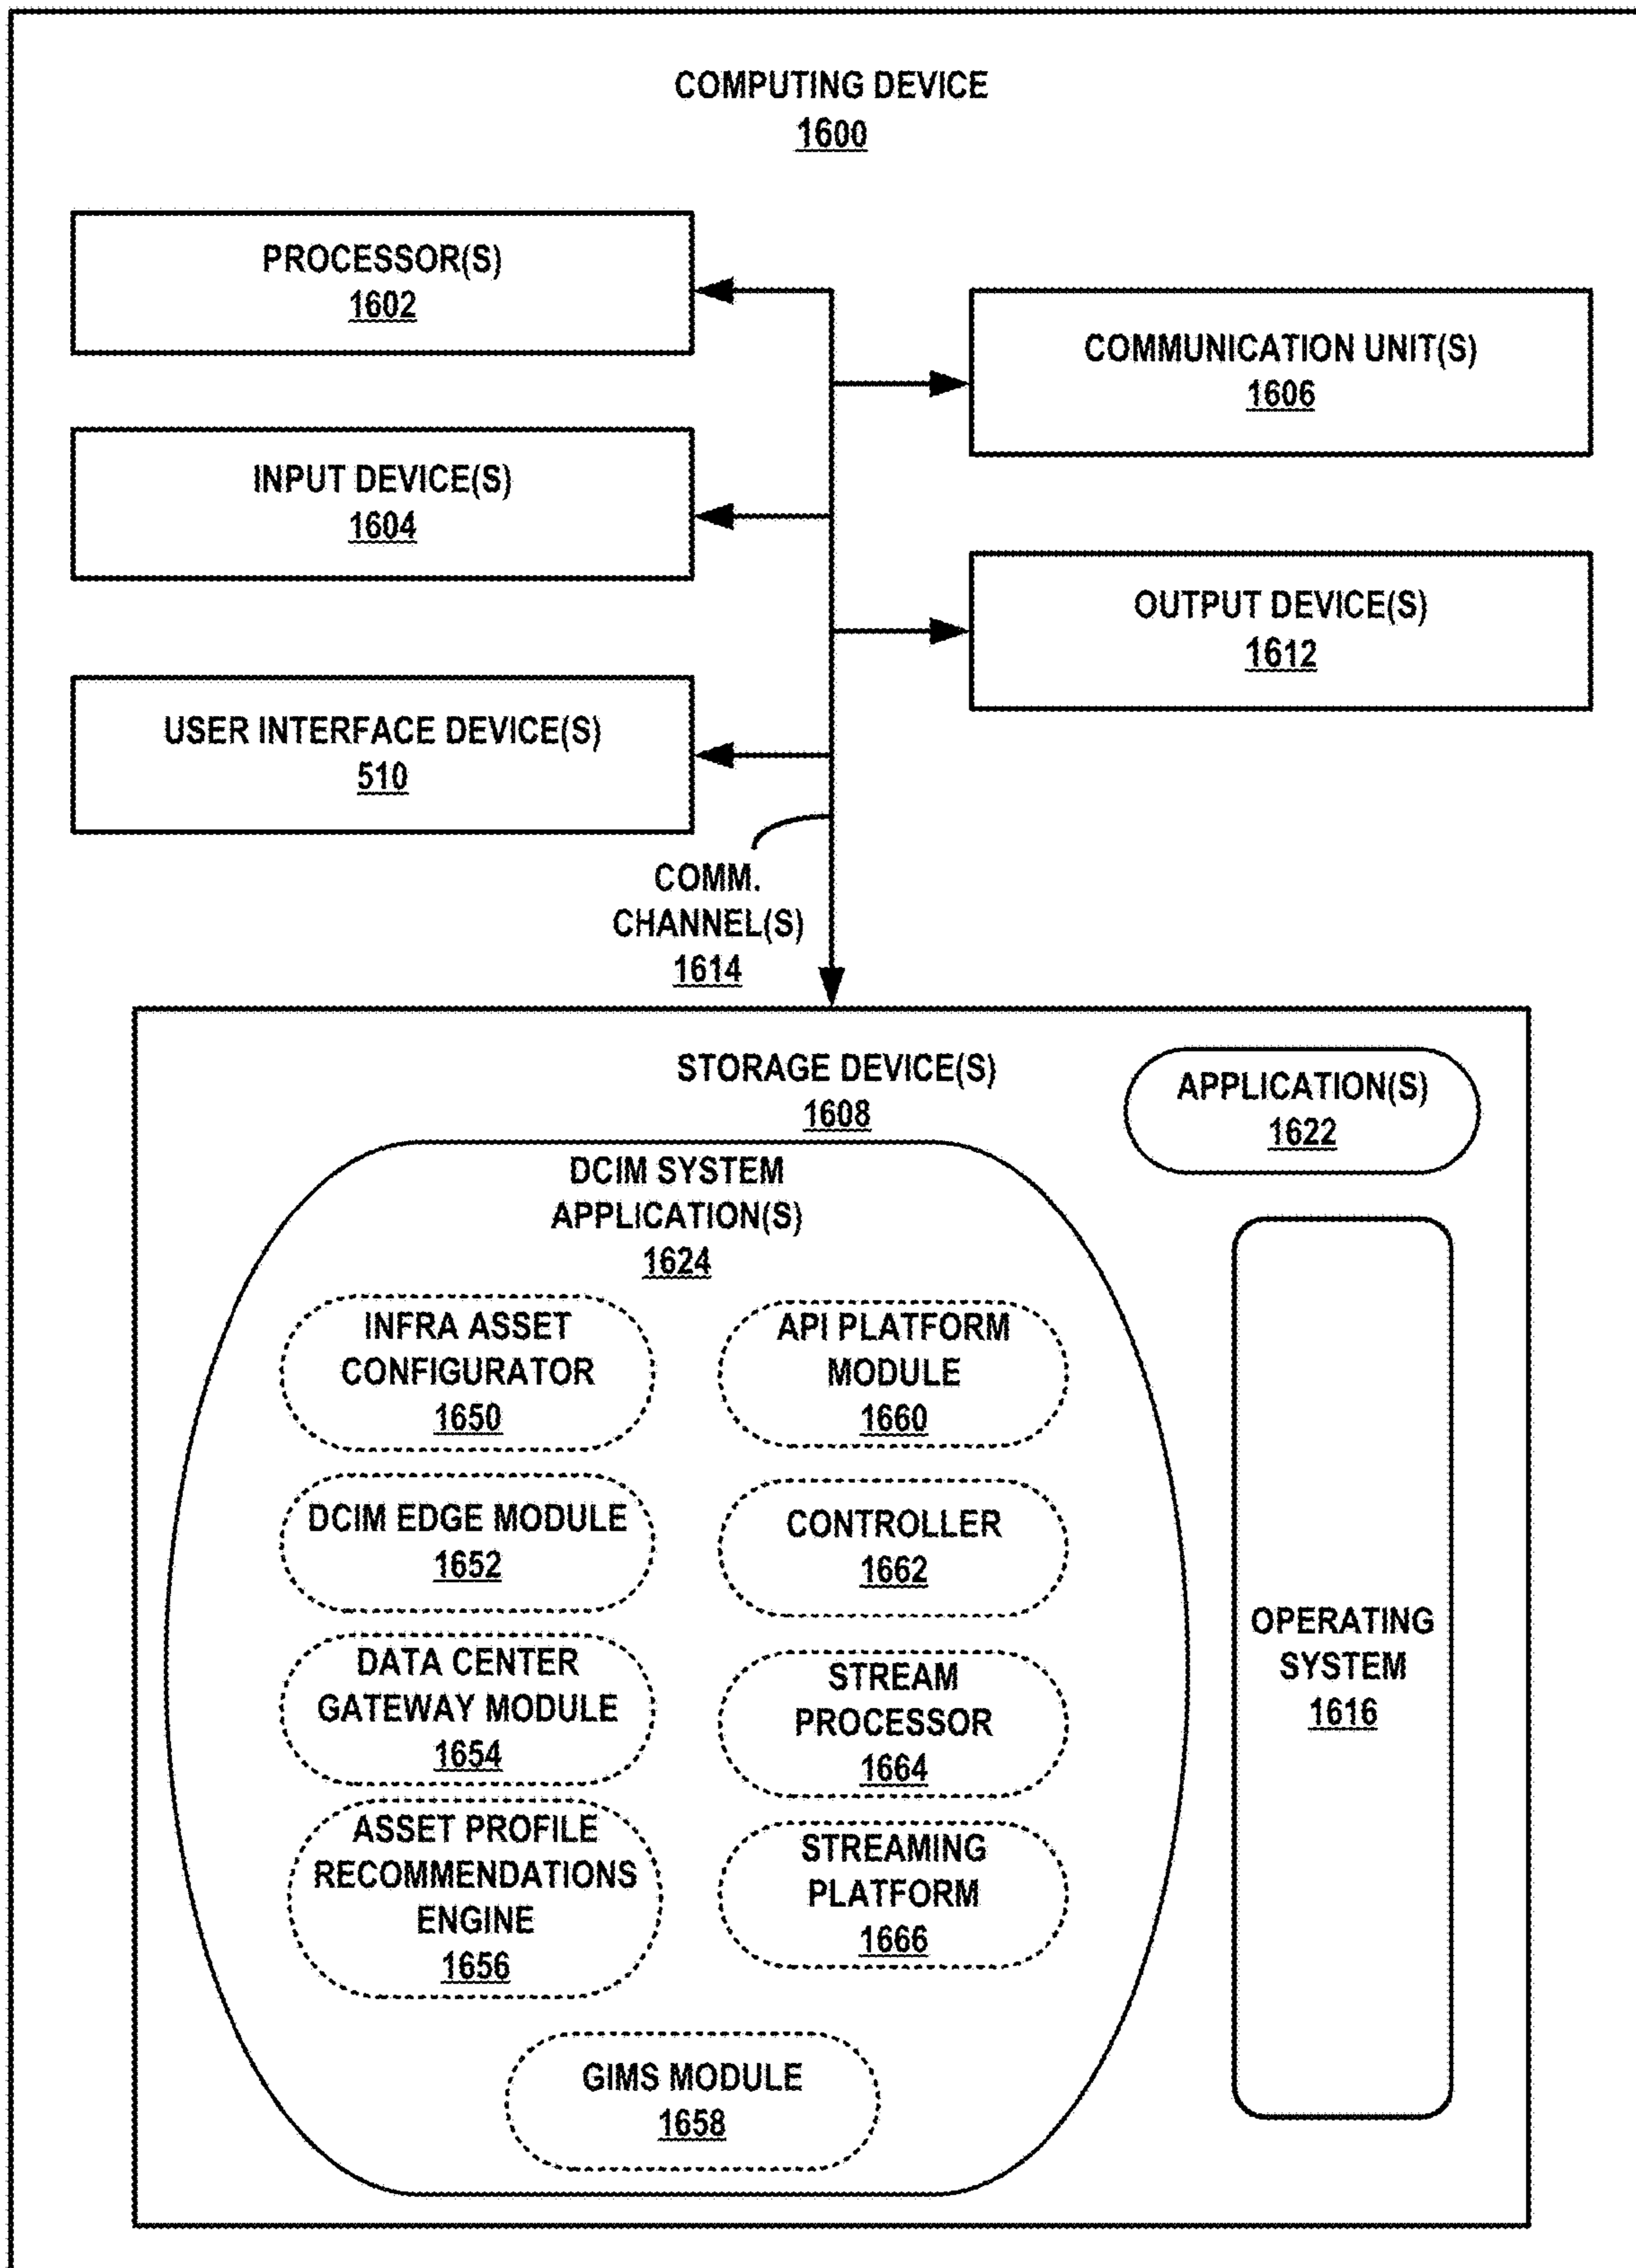 COMPUTING DEVICE
1600
PROCESSOR(S)
1602
COMMUNICATION UNIT(S)
1606
INPUT DEVICE(S)
1604
OUTPUT DEVICE(S)
1612
USER INTERFACE DEVICE(S)
510
COMM.
CHANNEL(S)
1614
STORAGE DEVICE(S)
1608
APPLICATION(S)
1622
DCIM SYSTEM
APPLICATION(S)
1624
INFRA ASSET
CONFIGURATOR
1650
API PLATFORM
MODULE
1660
DCIM EDGE MODULE
1652
CONTROLLER
1662
DATA CENTER
GATEWAY MODULE
1654
STREAM
PROCESSOR
1664
ASSET PROFILE
RECOMMENDATIONS
ENGINE
1656
STREAMING
PLATFORM
1666
GIMS MODULE
1658
OPERATING
SYSTEM
1616